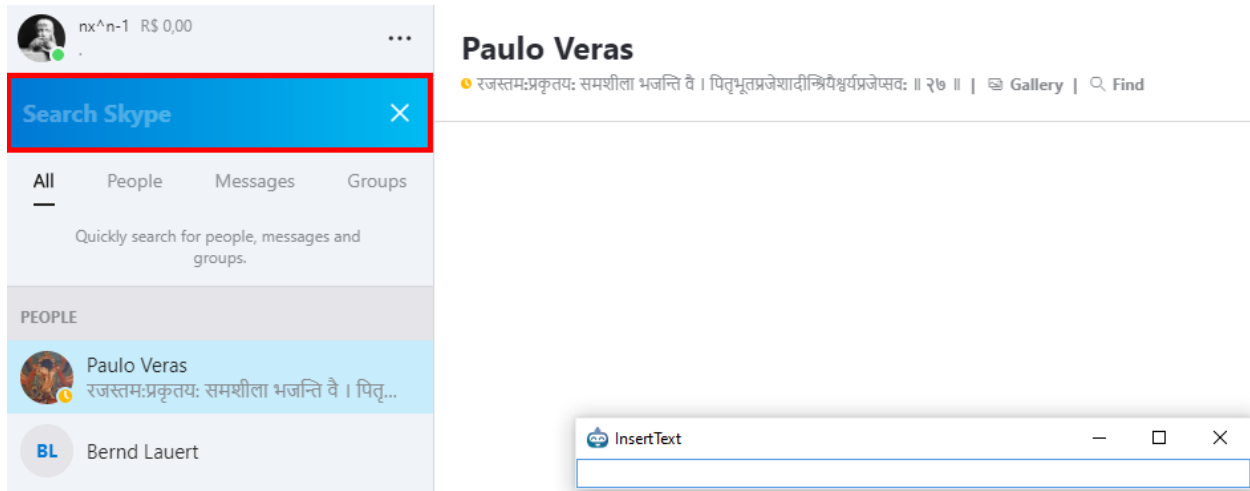 nx^n-1 R$ 0,00
.
Search Skype
All People Messages Groups
Quickly search for people, messages and
groups.
PEOPLE
Paulo Veras
रजस्तम:प्रकृतय: समशीला भजन्ति वै । पितृ...
BL Bernd Lauert
Paulo Veras
रजस्तम:प्रकृतय: समशीला भजन्ति वै । पितृभूतप्रजेशादीन्श्रियैश्वर्यप्रजेप्सव: ॥ २७ ॥ | Gallery | Find
InsertText